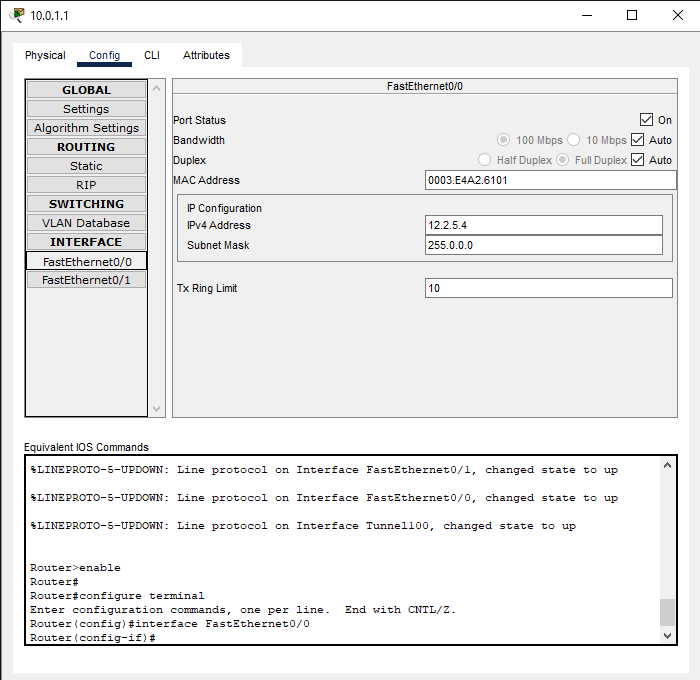 10.0.1.1
Physical Config CLI Attributes
GLOBAL
Settings
Algorithm Settings
ROUTING
Static
RIP
SWITCHING
VLAN Database
INTERFACE
FastEthernet0/0
FastEthernet0/1
FastEthernet0/0
Port Status On
Bandwidth 100 Mbps 10 Mbps Auto
Duplex Half Duplex Full Duplex Auto
MAC Address 0003.E4A2.6101
IP Configuration
IPv4 Address 12.2.5.4
Subnet Mask 255.0.0.0
Tx Ring Limit 10
Equivalent IOS Commands
%LINEPROTO-5-UPDOWN: Line protocol on Interface FastEthernet0/1, changed state to up
%LINEPROTO-5-UPDOWN: Line protocol on Interface FastEthernet0/0, changed state to up
%LINEPROTO-5-UPDOWN: Line protocol on Interface Tunnel100, changed state to up
Router>enable
Router#
Router#configure terminal
Enter configuration commands, one per line.  End with CNTL/Z.
Router(config)#interface FastEthernet0/0
Router(config-if)#